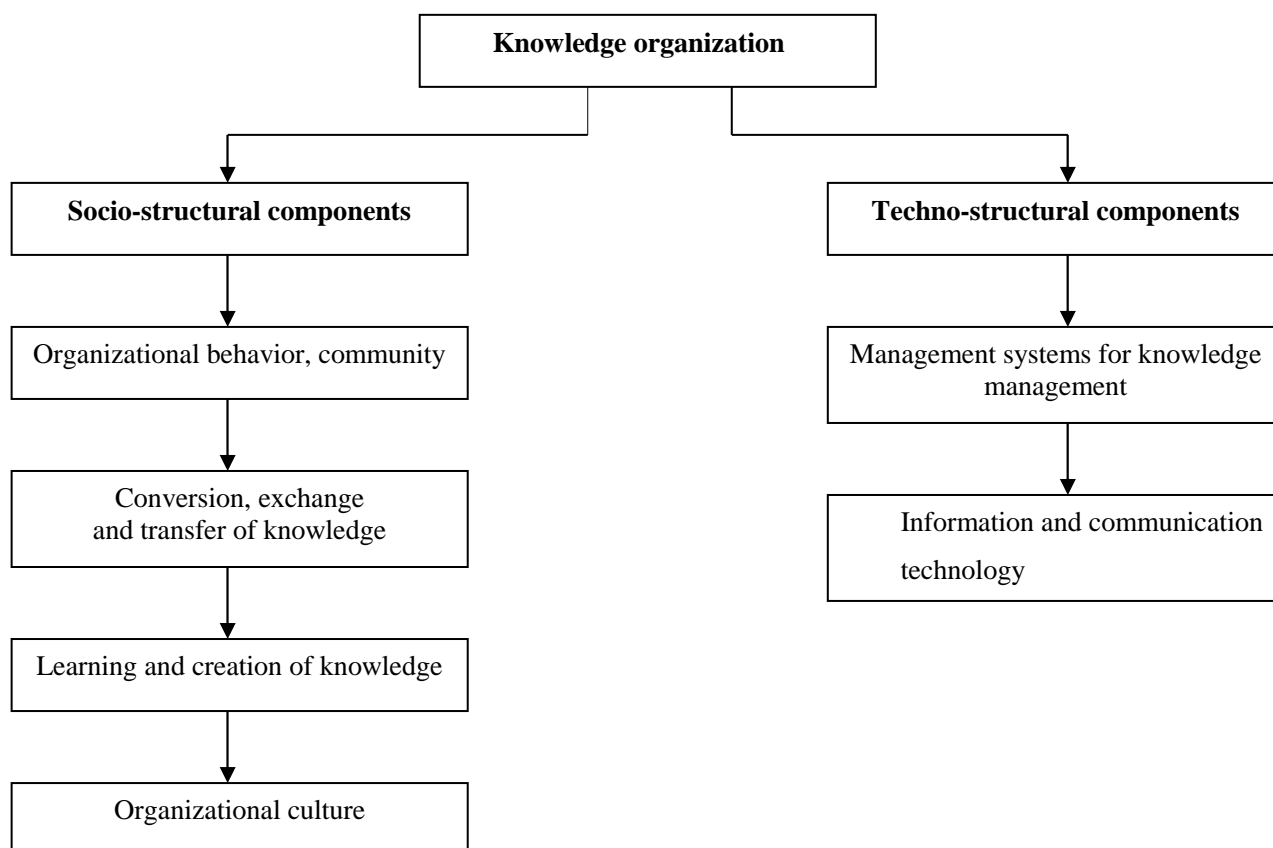 Knowledge organization
Socio-structural components
Techno-structural components
Organizational behavior, community
Management systems for knowledge
management
Conversion, exchange
and transfer of knowledge
Information and communication
technology
Learning and creation of knowledge
Organizational culture